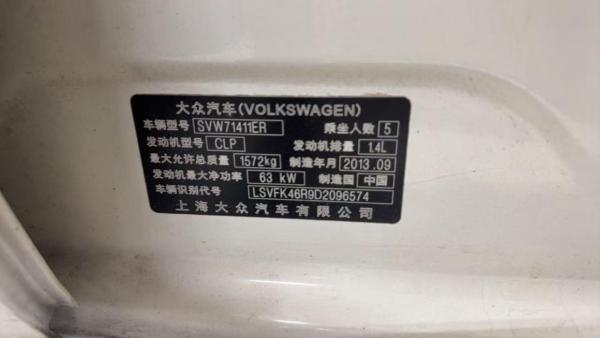 大众汽车(VOLKSWAGEN)
车辆型号 SVW71411ER 乘坐人数 5
发动机型号 CLP 发动机排量 1.4L
最大允许总质量 1572kg 制造年月 2013.09
发动机最大净功率 63 kW 制造国 中国
车辆识别代号 LSVFK46R9D2096574
上海大众汽车有限公司